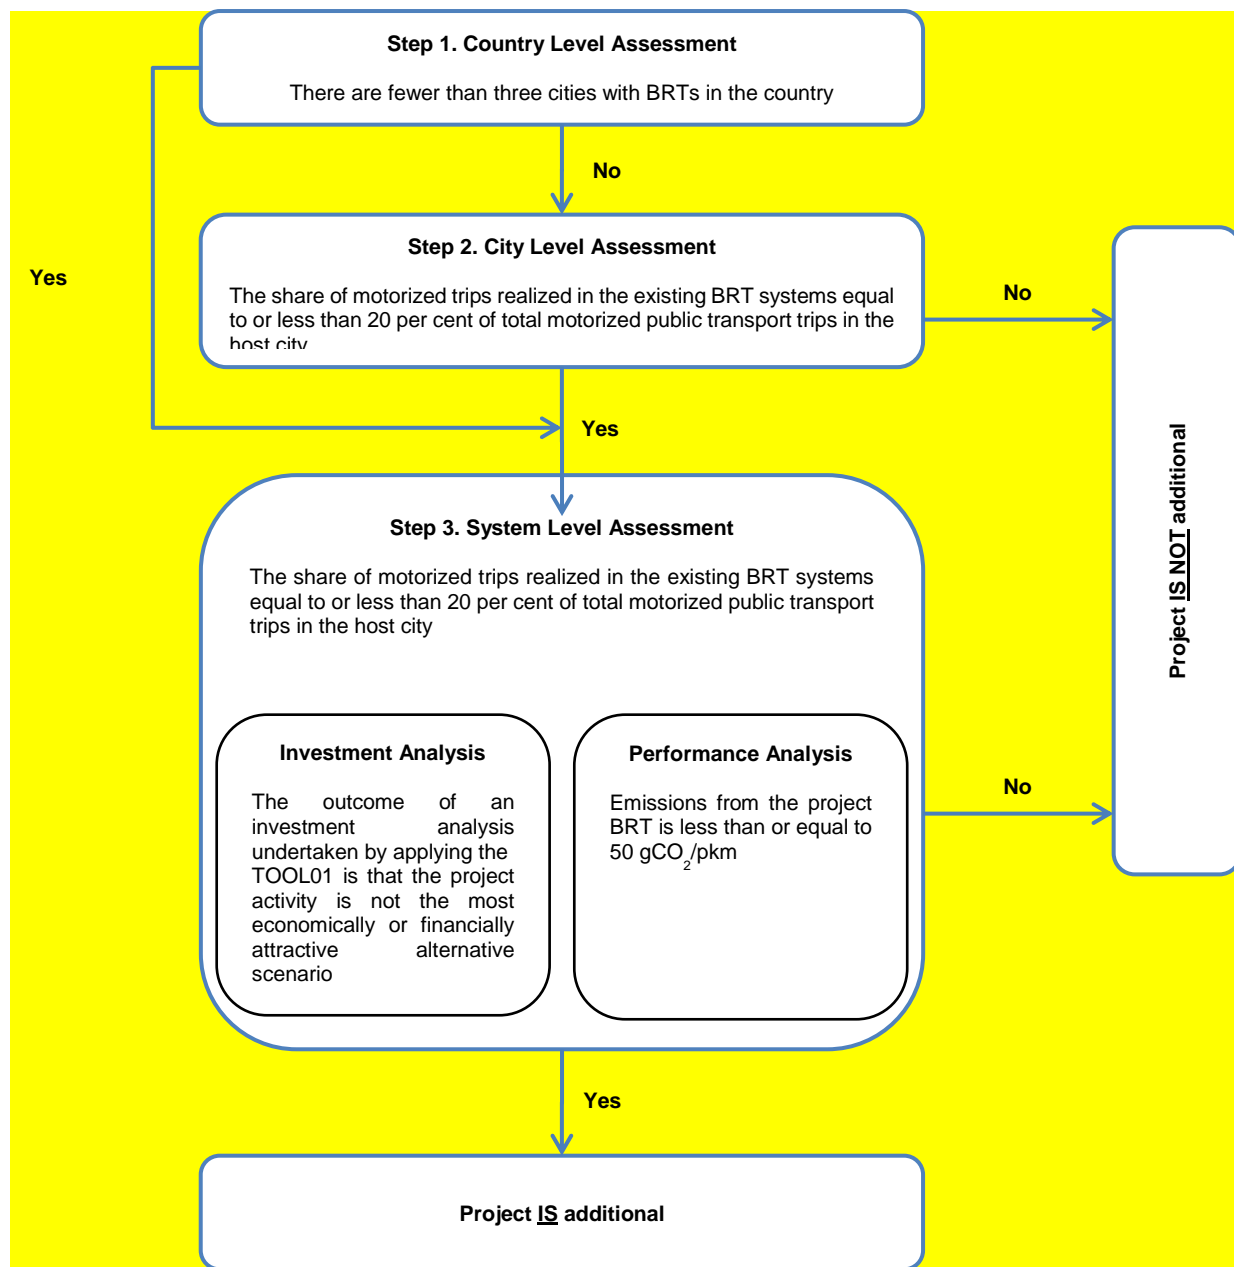 Step 1. Country Level Assessment
There are fewer than three cities with BRTs in the country
No
Step 2. City Level Assessment
The share of motorized trips realized in the existing BRT systems equal
to or less than 20 per cent of total motorized public transport trips in the
host city
Yes
No
Yes
Step 3. System Level Assessment
The share of motorized trips realized in the existing BRT systems
equal to or less than 20 per cent of total motorized public transport
trips in the host city
Project IS NOT additional
Investment Analysis
The outcome of an
investment analysis
undertaken by applying the
TOOL01 is that the project
activity is not the most
economically or financially
attractive alternative
scenario
Performance Analysis
Emissions from the project
BRT is less than or equal to
50 gCO2/pkm
No
Yes
Project IS additional